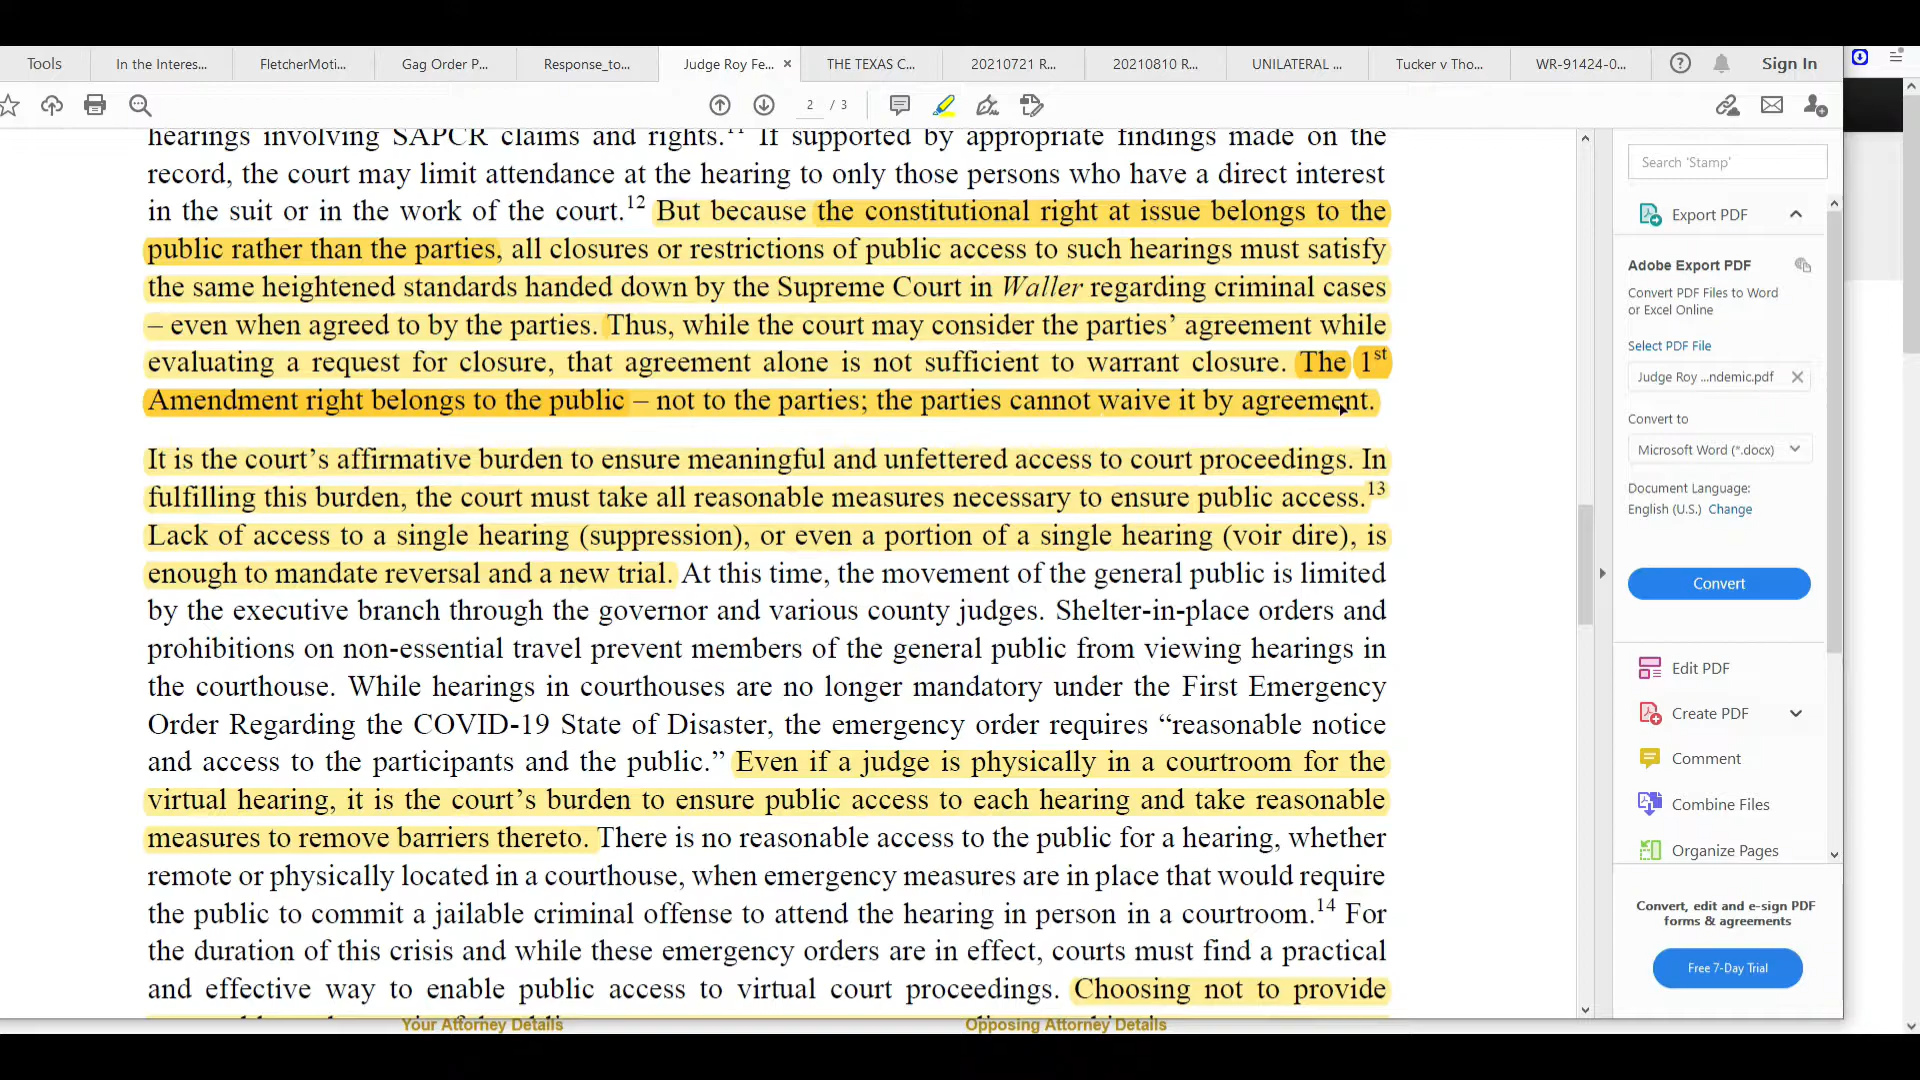 Tools
In the Interes...
FletcherMoti...
Gag Order P...
Response_to...
Judge Roy Fe...
THE TEXAS C...
20210721 R...
20210810 R...
UNILATERAL ...
Tucker v Tho...
WR-91424-0...
Sign In
2 / 3
hearings involving SAPCR claims and rights.11 If supported by appropriate findings made on the
record, the court may limit attendance at the hearing to only those persons who have a direct interest
in the suit or in the work of the court.12 But because the constitutional right at issue belongs to the
public rather than the parties, all closures or restrictions of public access to such hearings must satisfy
the same heightened standards handed down by the Supreme Court in Waller regarding criminal cases
– even when agreed to by the parties. Thus, while the court may consider the parties’ agreement while
evaluating a request for closure, that agreement alone is not sufficient to warrant closure. The 1st
Amendment right belongs to the public – not to the parties; the parties cannot waive it by agreement.
It is the court’s affirmative burden to ensure meaningful and unfettered access to court proceedings. In
fulfilling this burden, the court must take all reasonable measures necessary to ensure public access.13
Lack of access to a single hearing (suppression), or even a portion of a single hearing (voir dire), is
enough to mandate reversal and a new trial. At this time, the movement of the general public is limited
by the executive branch through the governor and various county judges. Shelter-in-place orders and
prohibitions on non-essential travel prevent members of the general public from viewing hearings in
the courthouse. While hearings in courthouses are no longer mandatory under the First Emergency
Order Regarding the COVID-19 State of Disaster, the emergency order requires “reasonable notice
and access to the participants and the public.” Even if a judge is physically in a courtroom for the
virtual hearing, it is the court’s burden to ensure public access to each hearing and take reasonable
measures to remove barriers thereto. There is no reasonable access to the public for a hearing, whether
remote or physically located in a courthouse, when emergency measures are in place that would require
the public to commit a jailable criminal offense to attend the hearing in person in a courtroom.14 For
the duration of this crisis and while these emergency orders are in effect, courts must find a practical
and effective way to enable public access to virtual court proceedings. Choosing not to provide
Your Attorney Details
Opposing Attorney Details
Search 'Stamp'
Export PDF
Adobe Export PDF
Convert PDF Files to Word
or Excel Online
Select PDF File
Judge Roy ...ndemic.pdf
Convert to
Microsoft Word (*.docx)
Document Language:
English (U.S.) Change
Convert
Edit PDF
Create PDF
Comment
Combine Files
Organize Pages
Convert, edit and e-sign PDF
forms & agreements
Free 7-Day Trial